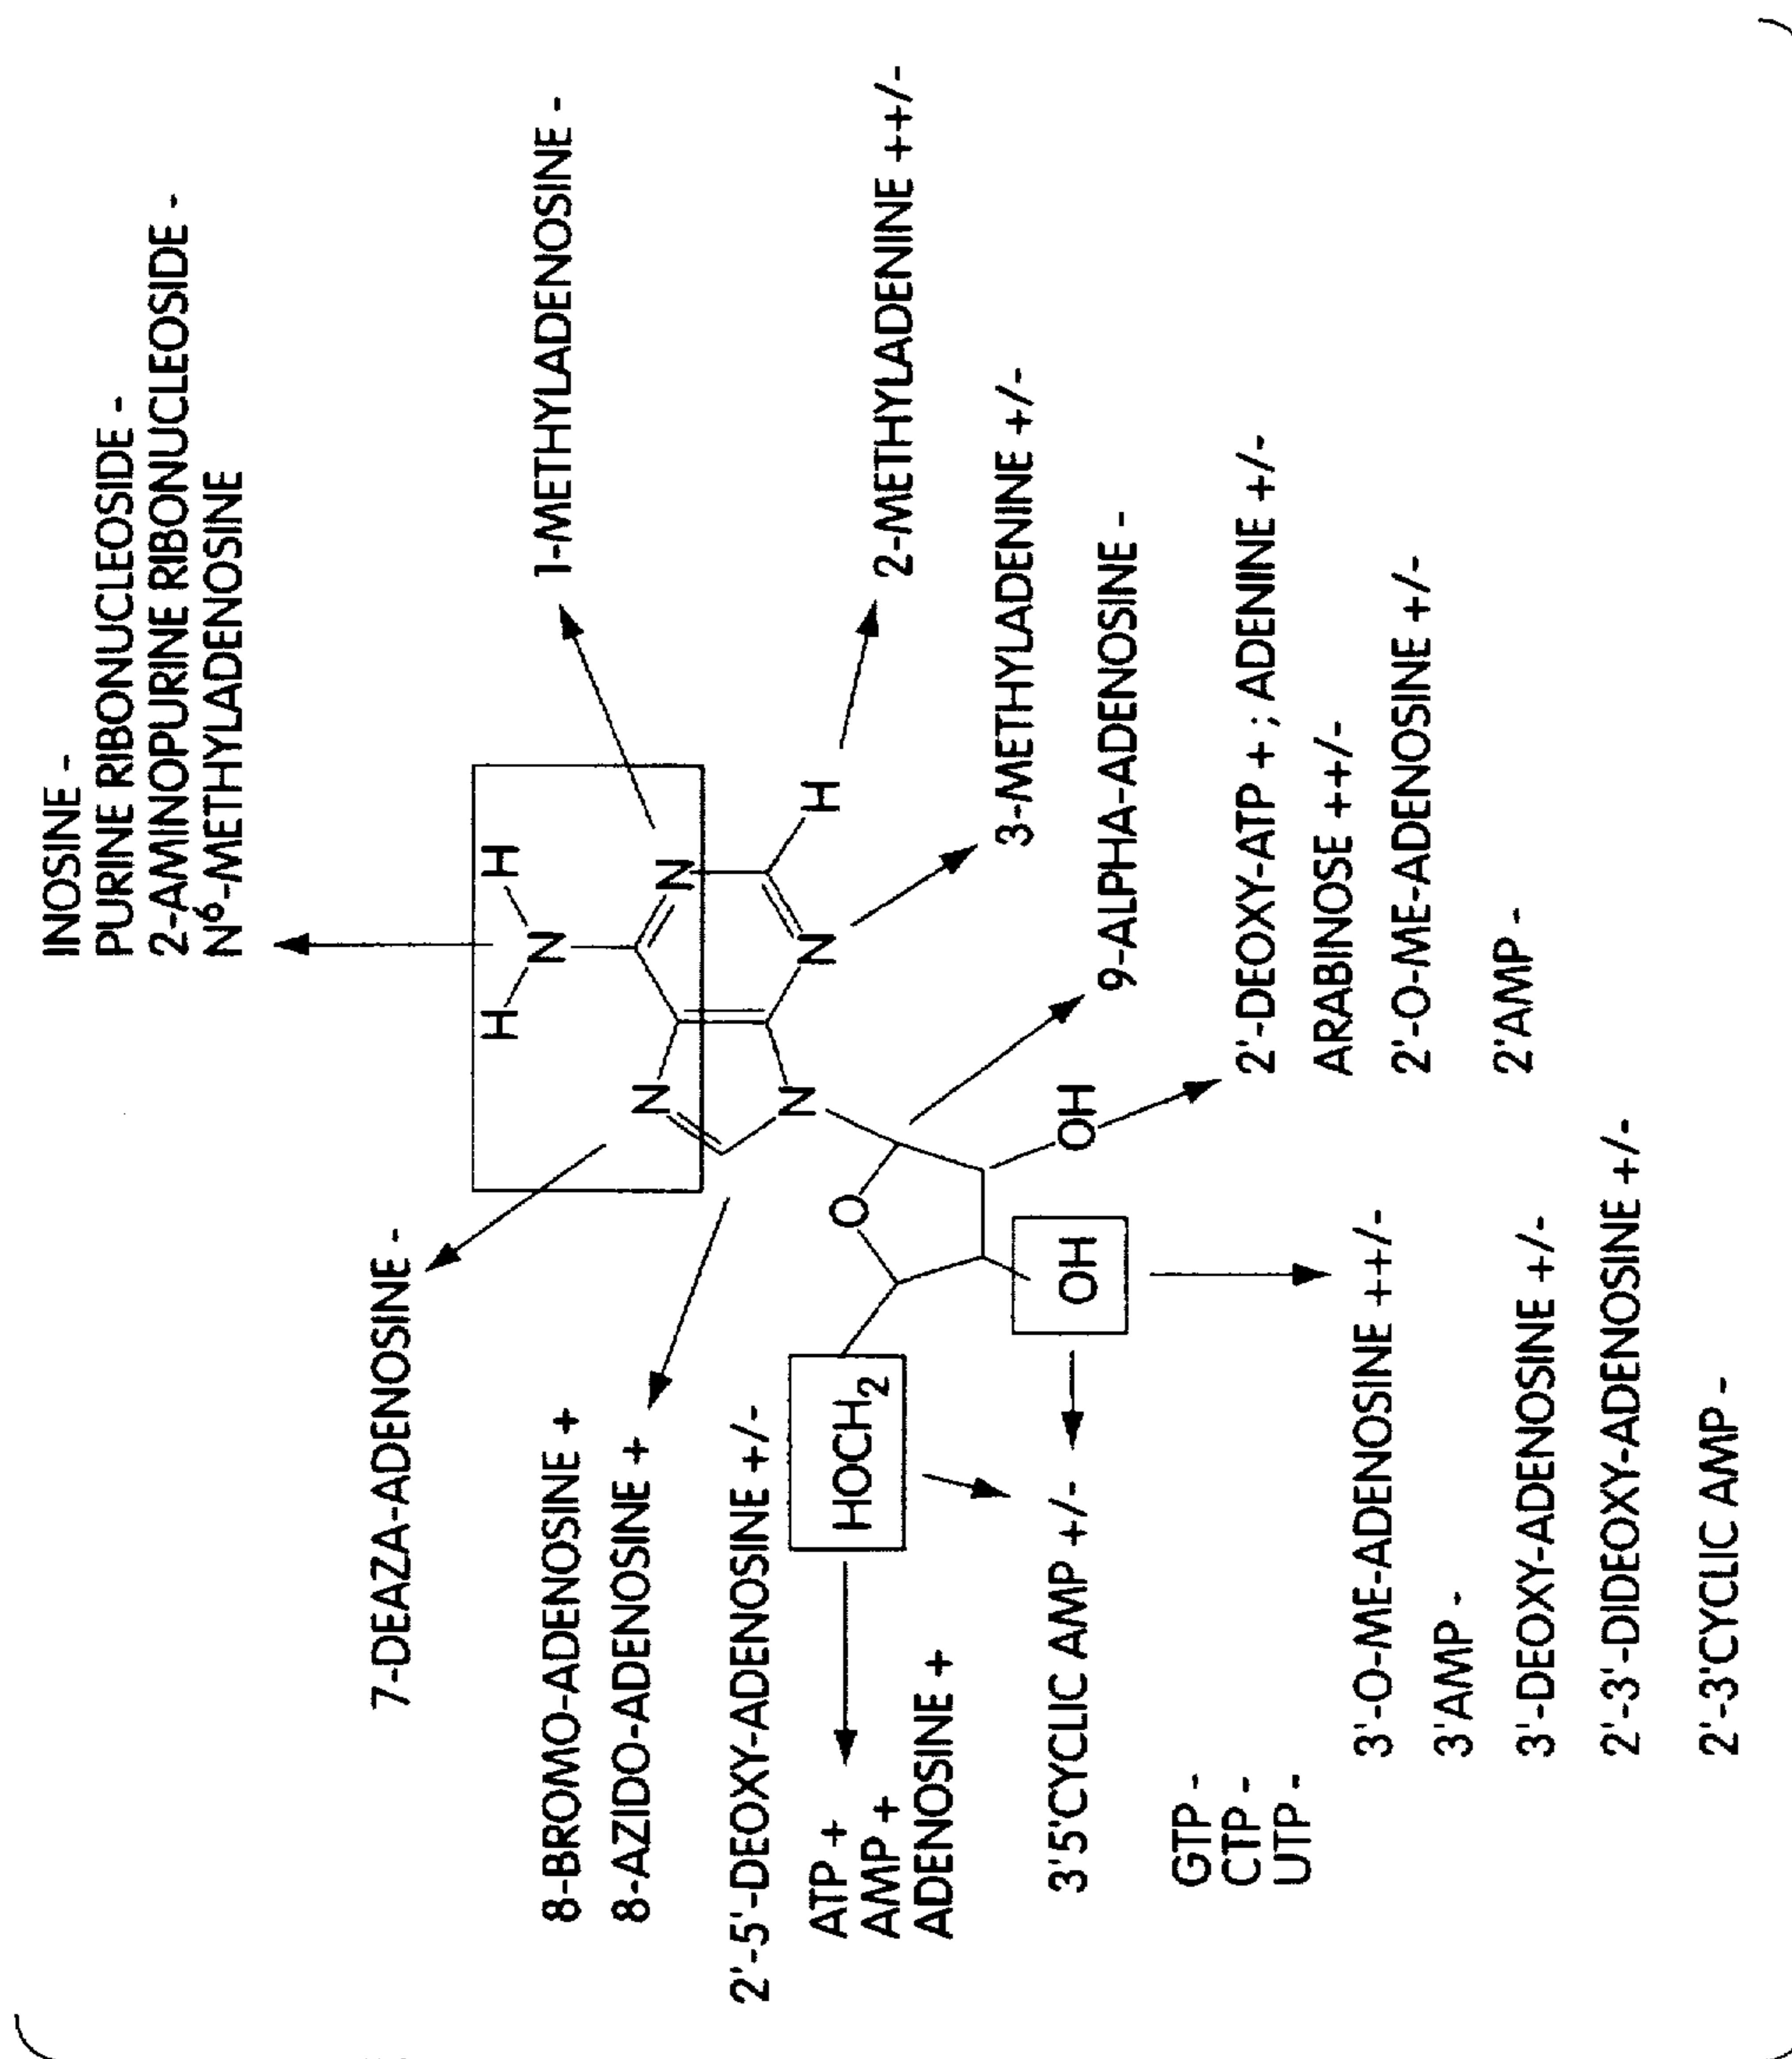 INOSINE -
PURINE RIBONUCLEOSIDE -
2-AMINOPURINE RIBONUCLEOSIDE -
N⁶-METHYLADENOSINE
7-DEAZA-ADENOSINE -
1-METHYLADENOSINE -
H
H
N
N
N
N
N
H
2-METHYLADENINE ++/-
3-METHYLADENINE +/-
9-ALPHA-ADENOSINE -
8-BROMO-ADENOSINE +
8-AZIDO-ADENOSINE +
2'-5'-DEOXY-ADENOSINE +/-
HOCH₂
O
OH
OH
ATP +
AMP +
ADENOSINE +
3'5'CYCLIC AMP +/-
GTP -
CTP -
UTP -
2'-DEOXY-ATP + ; ADENINE +/-
ARABINOSE ++/-
2'-O-ME-ADENOSINE +/-
2'AMP -
3'-O-ME-ADENOSINE ++/-
3'AMP -
3'-DEOXY-ADENOSINE +/-
2'-3'-DIDEOXY-ADENOSINE +/-
2'-3'CYCLIC AMP -